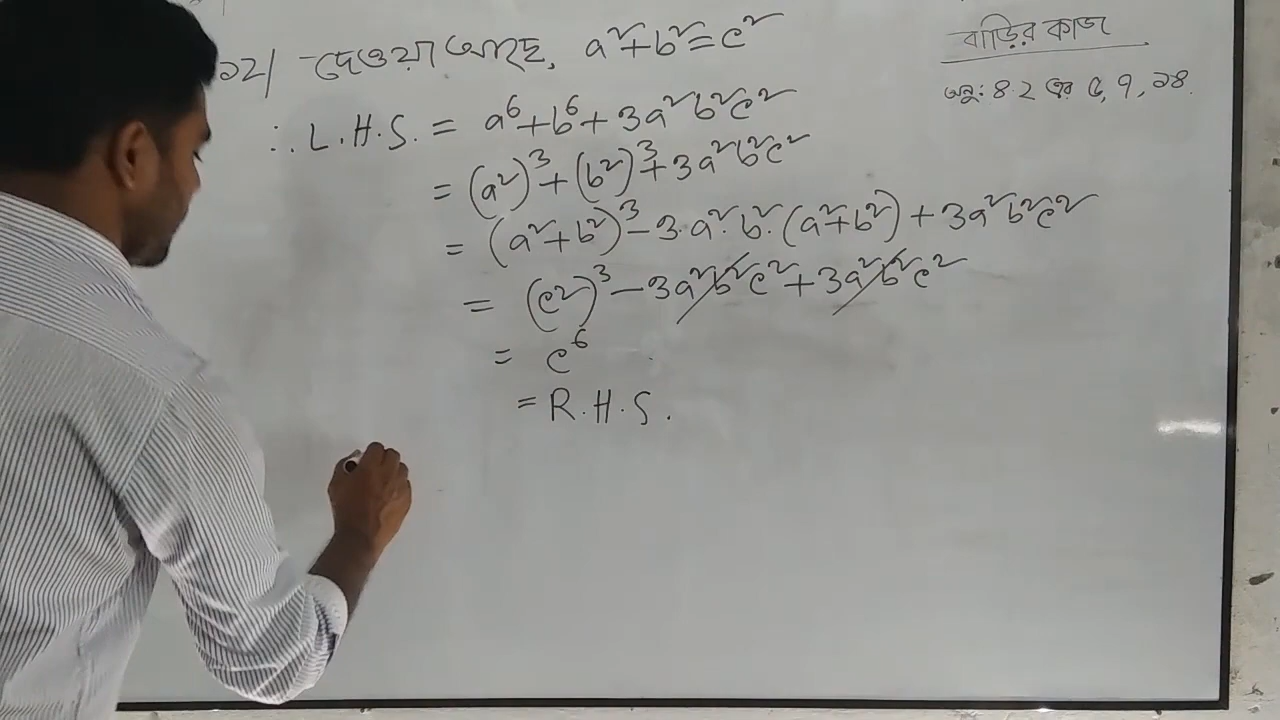 ১২| দেওয়া আছে, a²+b²=c²
∴ L.H.S. = a⁶+b⁶+3a²b²c²
= (a²)³+(b²)³+3a²b²c²
= (a²+b²)³-3.a².b².(a²+b²)+3a²b²c²
= (c²)³-3a²b²c²+3a²b²c²
= c⁶
= R.H.S.
বাড়ির কাজ
অনু: ৪.২ এর ৫, ৭, ১৪.